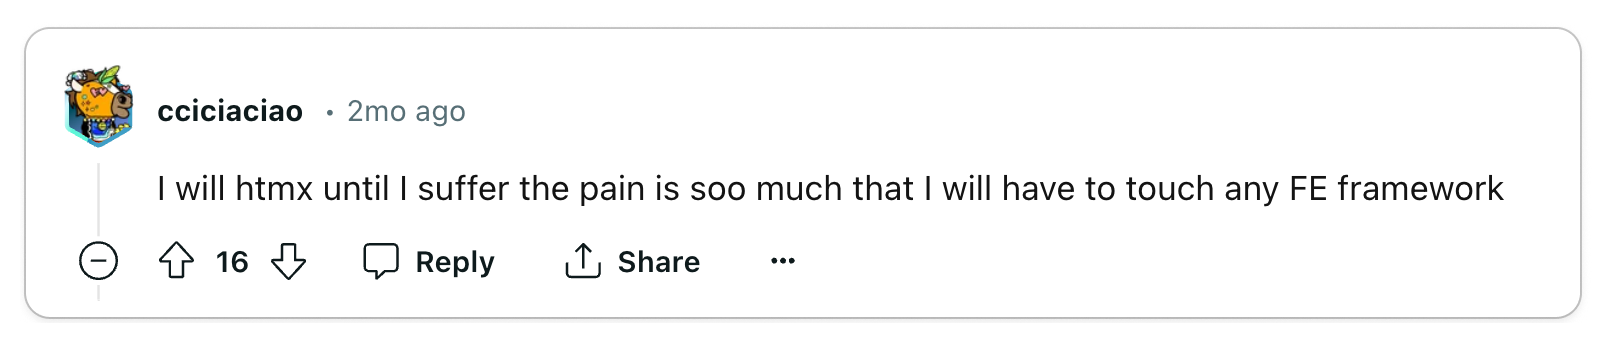 cciciaciao • 2mo ago
I will htmx until I suffer the pain is soo much that I will have to touch any FE framework
16 Reply Share ...